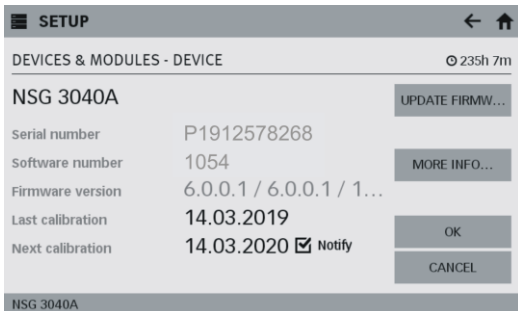 SETUP
DEVICES & MODULES - DEVICE
235h 7m
NSG 3040A
UPDATE FIRMW...
Serial number P1912578268
Software number 1054
MORE INFO...
Firmware version 6.0.0.1 / 6.0.0.1 / 1...
Last calibration 14.03.2019
OK
Next calibration 14.03.2020 Notify
CANCEL
NSG 3040A